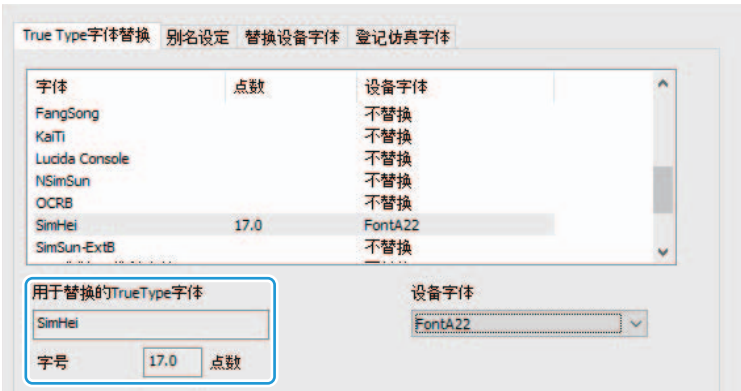 True Type字体替换 别名设定 替换设备字体 登记仿真字体
字体 点数 设备字体
FangSong 不替换
KaiTi 不替换
Lucida Console 不替换
NSimSun 不替换
OCRB 不替换
SimHei 17.0 FontA22
SimSun-ExtB 不替换
用于替换的TrueType字体 设备字体
SimHei FontA22
字号 17.0 点数